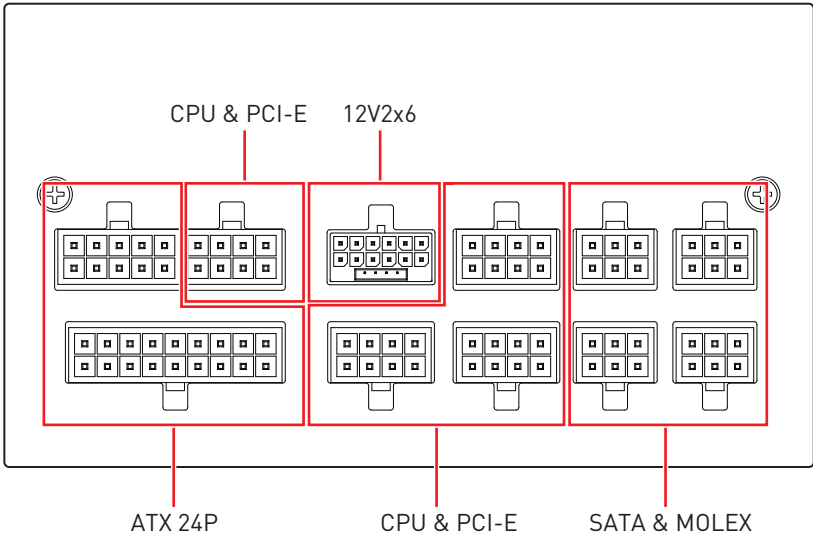 CPU & PCI-E
12V2x6
ATX 24P
CPU & PCI-E
SATA & MOLEX